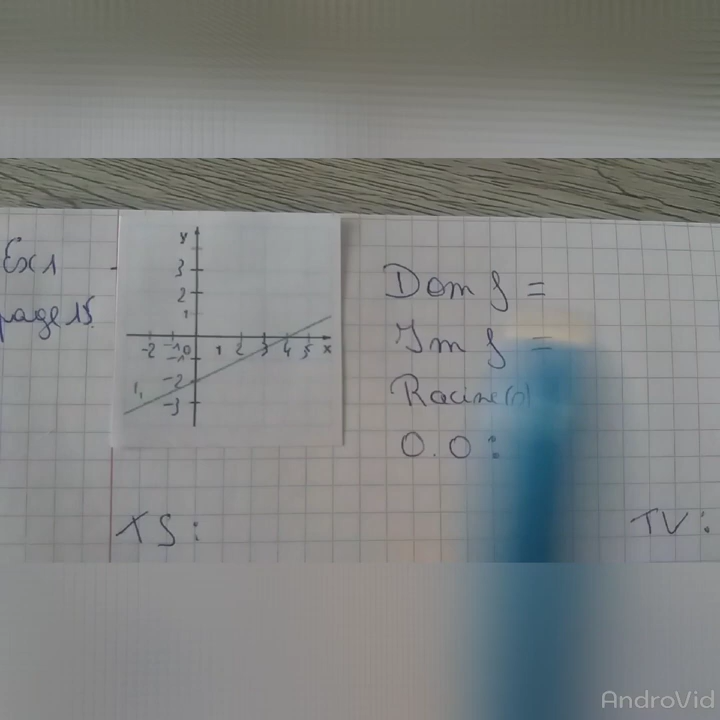 Ex 1
page 15.
y
3
2
1
-2 -1 0 1 2 3 4 5 x
-1
-2
-3
Dom f =
Im f =
Racine(s)
O.O :
TS :
TV :
AndroVid